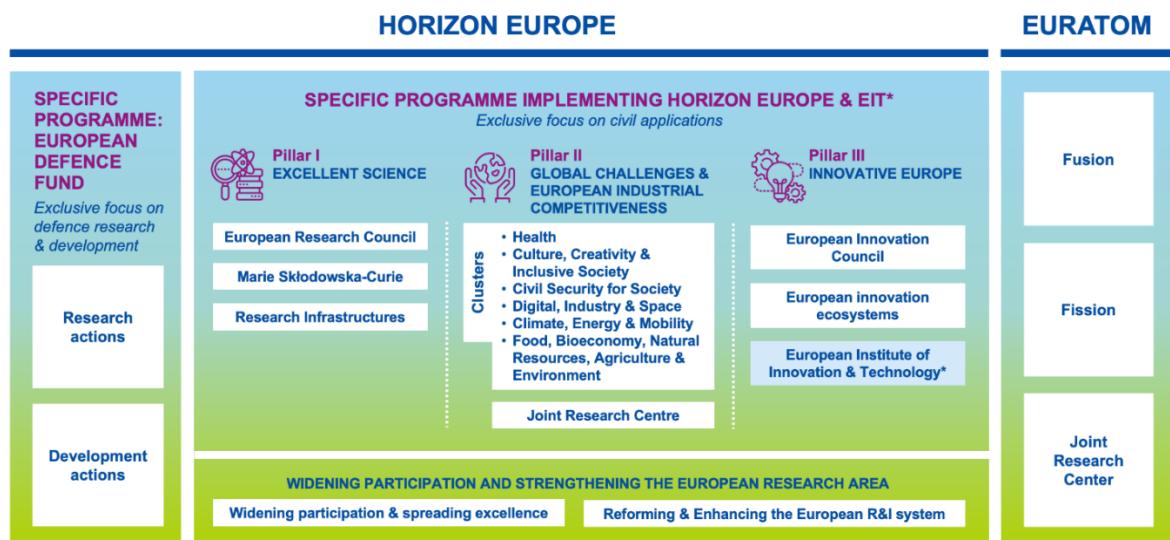 HORIZON EUROPE
EURATOM
SPECIFIC
PROGRAMME:
EUROPEAN
DEFENCE
FUND
Exclusive focus on
defence research
& development
Research
actions
Development
actions
SPECIFIC PROGRAMME IMPLEMENTING HORIZON EUROPE & EIT*
Exclusive focus on civil applications
Pillar I
EXCELLENT SCIENCE
European Research Council
Marie Skłodowska-Curie
Research Infrastructures
Pillar II
GLOBAL CHALLENGES &
EUROPEAN INDUSTRIAL
COMPETITIVENESS
Clusters
• Health
• Culture, Creativity &
Inclusive Society
• Civil Security for Society
• Digital, Industry & Space
• Climate, Energy & Mobility
• Food, Bioeconomy, Natural
Resources, Agriculture &
Environment
Joint Research Centre
Pillar III
INNOVATIVE EUROPE
European Innovation
Council
European innovation
ecosystems
European Institute of
Innovation & Technology*
WIDENING PARTICIPATION AND STRENGTHENING THE EUROPEAN RESEARCH AREA
Widening participation & spreading excellence
Reforming & Enhancing the European R&I system
Fusion
Fission
Joint
Research
Center